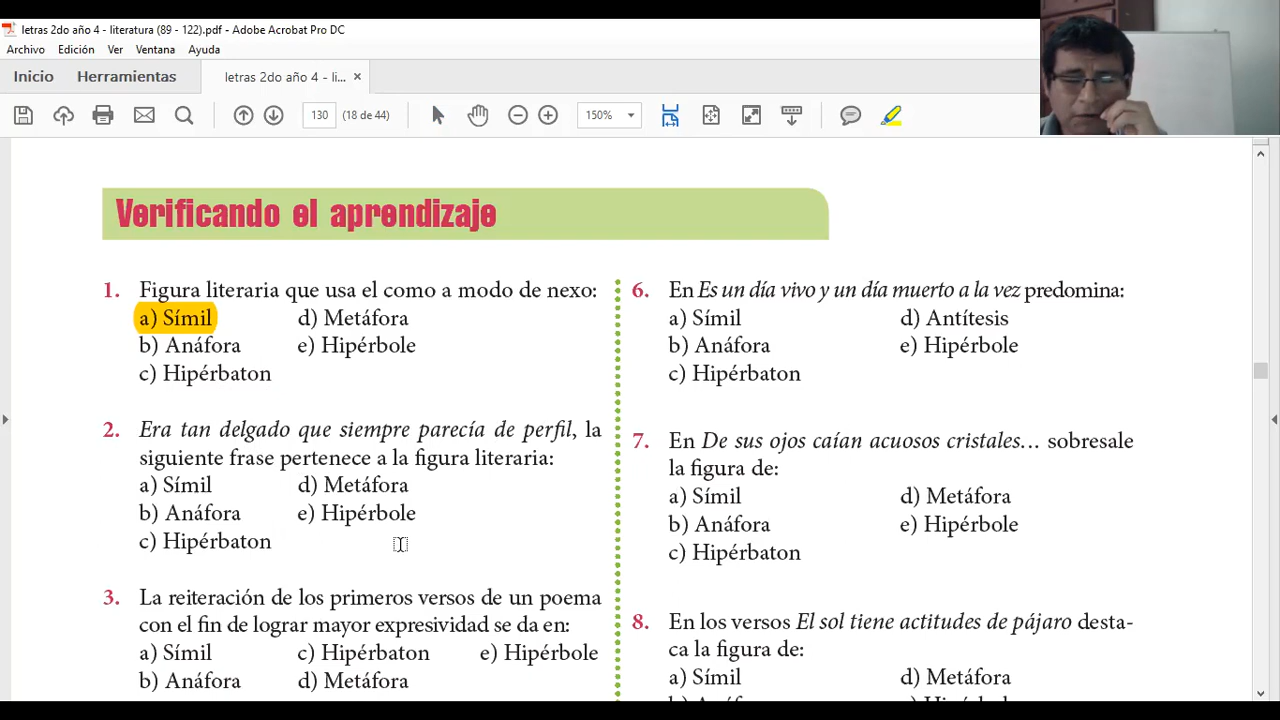 letras 2do año 4 - literatura (89 - 122).pdf - Adobe Acrobat Pro DC
Archivo Edición Ver Ventana Ayuda
Inicio Herramientas letras 2do año 4 - li... ×
130 (18 de 44) 150%
Verificando el aprendizaje
1. Figura literaria que usa el como a modo de nexo:
a) Símil d) Metáfora
b) Anáfora e) Hipérbole
c) Hipérbaton
2. Era tan delgado que siempre parecía de perfil, la
siguiente frase pertenece a la figura literaria:
a) Símil d) Metáfora
b) Anáfora e) Hipérbole
c) Hipérbaton
3. La reiteración de los primeros versos de un poema
con el fin de lograr mayor expresividad se da en:
a) Símil c) Hipérbaton e) Hipérbole
b) Anáfora d) Metáfora
6. En Es un día vivo y un día muerto a la vez predomina:
a) Símil d) Antítesis
b) Anáfora e) Hipérbole
c) Hipérbaton
7. En De sus ojos caían acuosos cristales… sobresale
la figura de:
a) Símil d) Metáfora
b) Anáfora e) Hipérbole
c) Hipérbaton
8. En los versos El sol tiene actitudes de pájaro desta-
ca la figura de:
a) Símil d) Metáfora